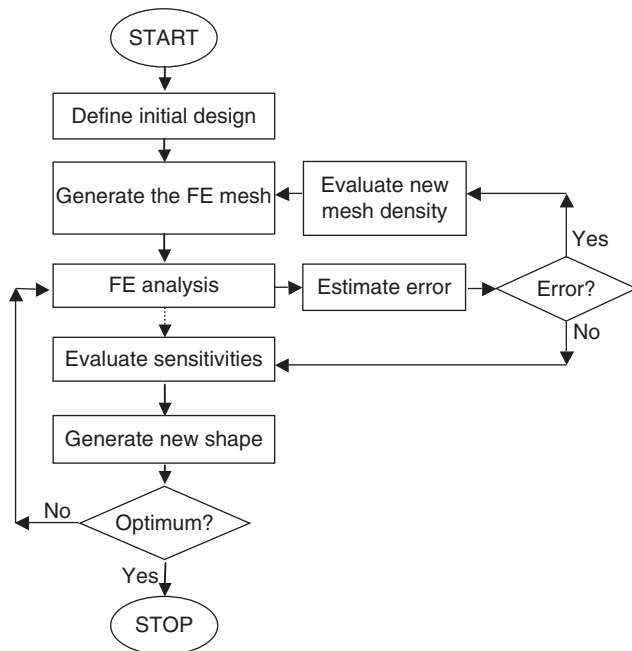 START
Define initial design
Generate the FE mesh
Evaluate new
mesh density
Yes
FE analysis
Estimate error
Error?
No
Evaluate sensitivities
Generate new shape
No
Optimum?
Yes
STOP